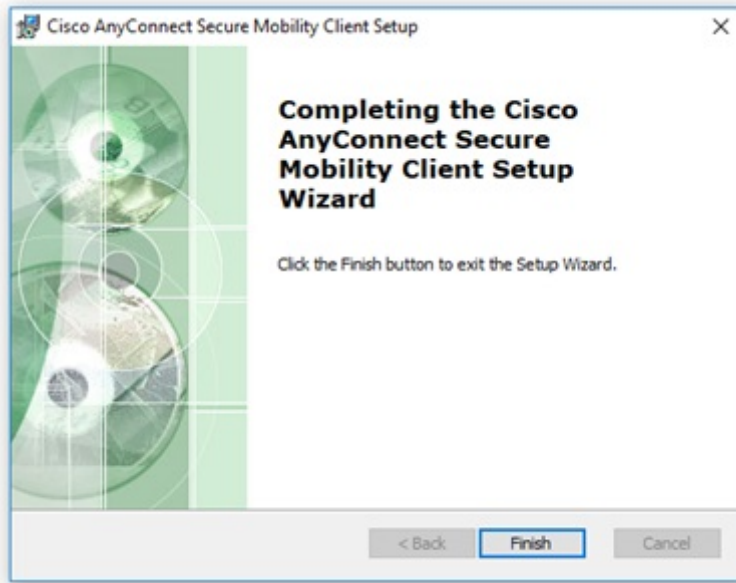 Cisco AnyConnect Secure Mobility Client Setup
Completing the Cisco
AnyConnect Secure
Mobility Client Setup
Wizard
Click the Finish button to exit the Setup Wizard.
< Back
Finish
Cancel